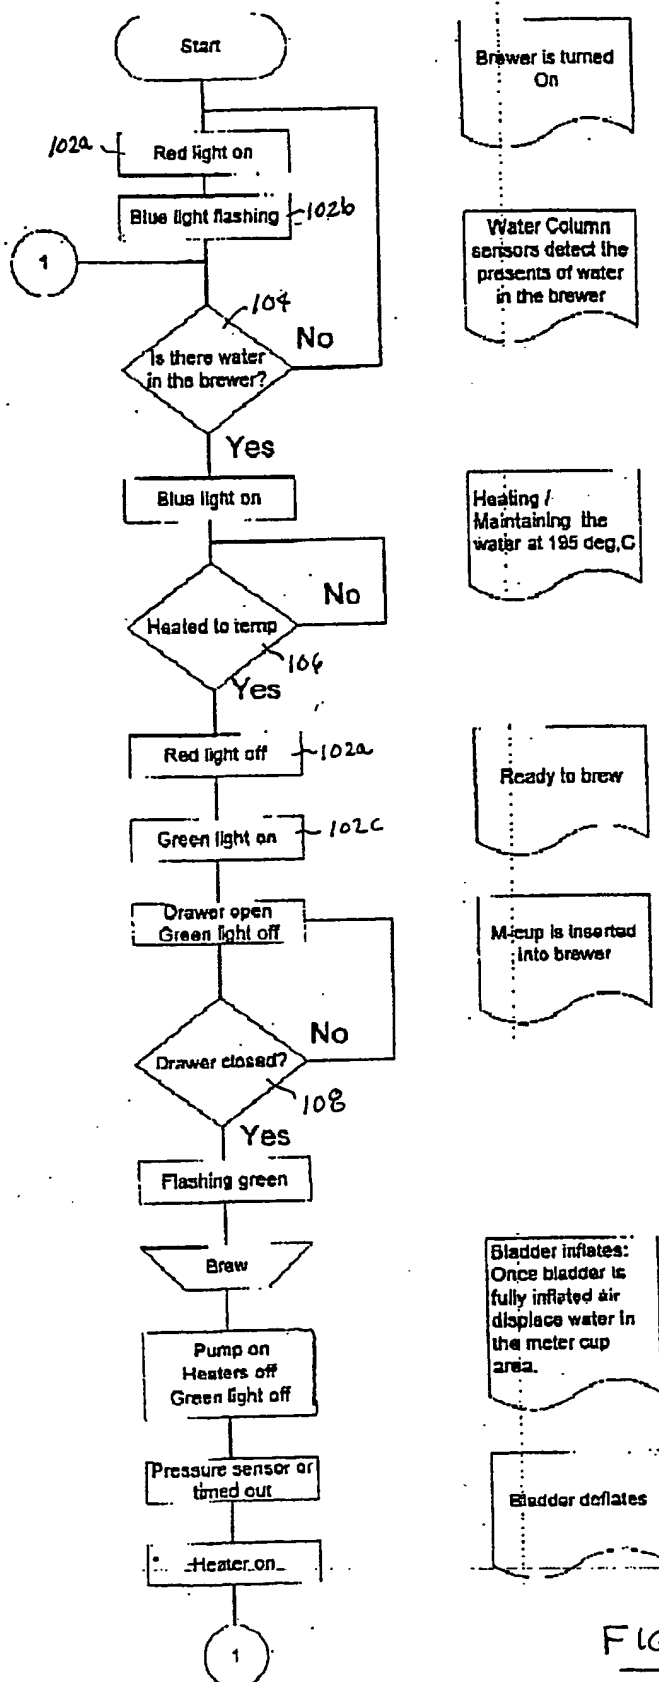 Start
Brewer is turned
On
102a
Red light on
Blue light flashing
102b
1
Water Column
sensors detect the
presents of water
in the brewer
104
Is there water
in the brewer?
No
Yes
Blue light on
Heating /
Maintaining the
water at 195 deg,C
No
Heated to temp
106
Yes
Red light off
102a
Ready to brew
Green light on
102c
Drawer open
Green light off
M-cup is inserted
into brewer
No
Drawer closed?
108
Yes
Flashing green
Brew
Bladder inflates:
Once bladder is
fully inflated air
displace water in
the meter cup
area.
Pump on
Heaters off
Green light off
Pressure sensor or
timed out
Bladder deflates
Heater on
1